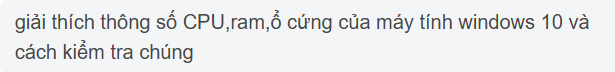 giải thích thông số CPU,ram,ổ cứng của máy tính windows 10 và
cách kiểm tra chúng